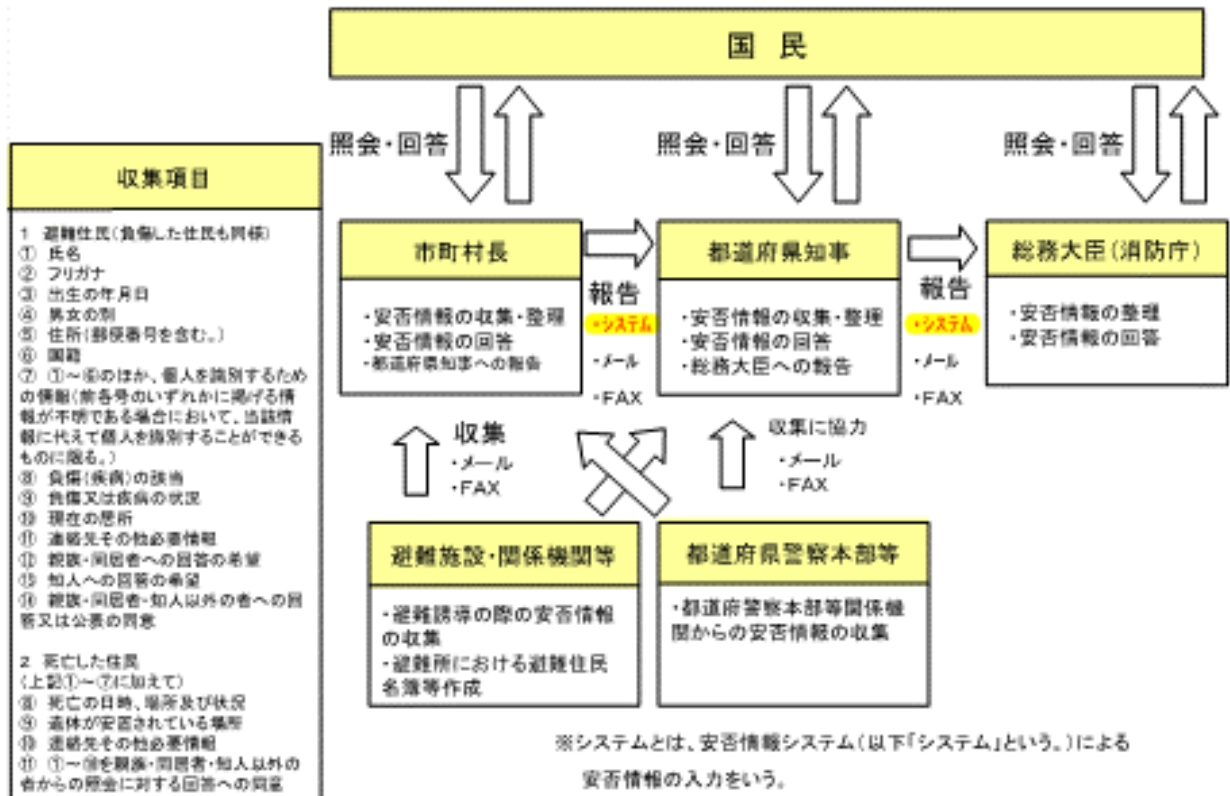 国 民
照会・回答
照会・回答
照会・回答
収集項目
1 避難住民(負傷した住民も同様)
① 氏名
② フリガナ
③ 出生の年月日
④ 男女の別
⑤ 住所(郵便番号を含む。)
⑥ 国籍
⑦ ①～⑥のほか、個人を識別するため
の情報(前各号のいずれかに掲げる情
報が不明である場合において、当該情
報に代えて個人を識別することができる
ものに限る。)
⑧ 負傷(疾病)の該当
⑨ 負傷又は疾病の状況
⑩ 現在の居所
⑪ 連絡先その他必要情報
⑫ 親族・同居者への回答の希望
⑬ 知人への回答の希望
⑭ 親族・同居者・知人以外の者への回
答又は公表の同意
2 死亡した住民
(上記①～⑦に加えて)
⑧ 死亡の日時、場所及び状況
⑨ 遺体が安置されている場所
⑩ 連絡先その他必要情報
⑪ ①～⑩を親族・同居者・知人以外の
者からの照会に対する回答への同意
市町村長
・安否情報の収集・整理
・安否情報の回答
・都道府県知事への報告
報告
・システム
・メール
・FAX
都道府県知事
・安否情報の収集・整理
・安否情報の回答
・総務大臣への報告
報告
・システム
・メール
・FAX
総務大臣(消防庁)
・安否情報の整理
・安否情報の回答
収集
・メール
・FAX
収集に協力
・メール
・FAX
避難施設・関係機関等
・避難誘導の際の安否情報
の収集
・避難所における避難住民
名簿等作成
都道府県警察本部等
・都道府警察本部等関係機
関からの安否情報の収集
※システムとは、安否情報システム(以下「システム」という。)による
安否情報の入力をいう。